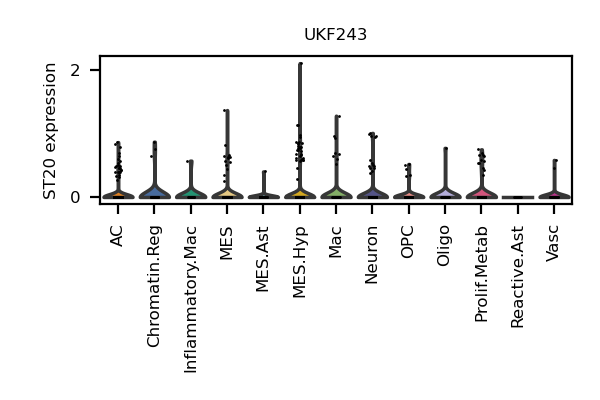 UKF243
ST20 expression
2
0
AC
Chromatin.Reg
Inflammatory.Mac
MES
MES.Ast
MES.Hyp
Mac
Neuron
OPC
Oligo
Prolif.Metab
Reactive.Ast
Vasc